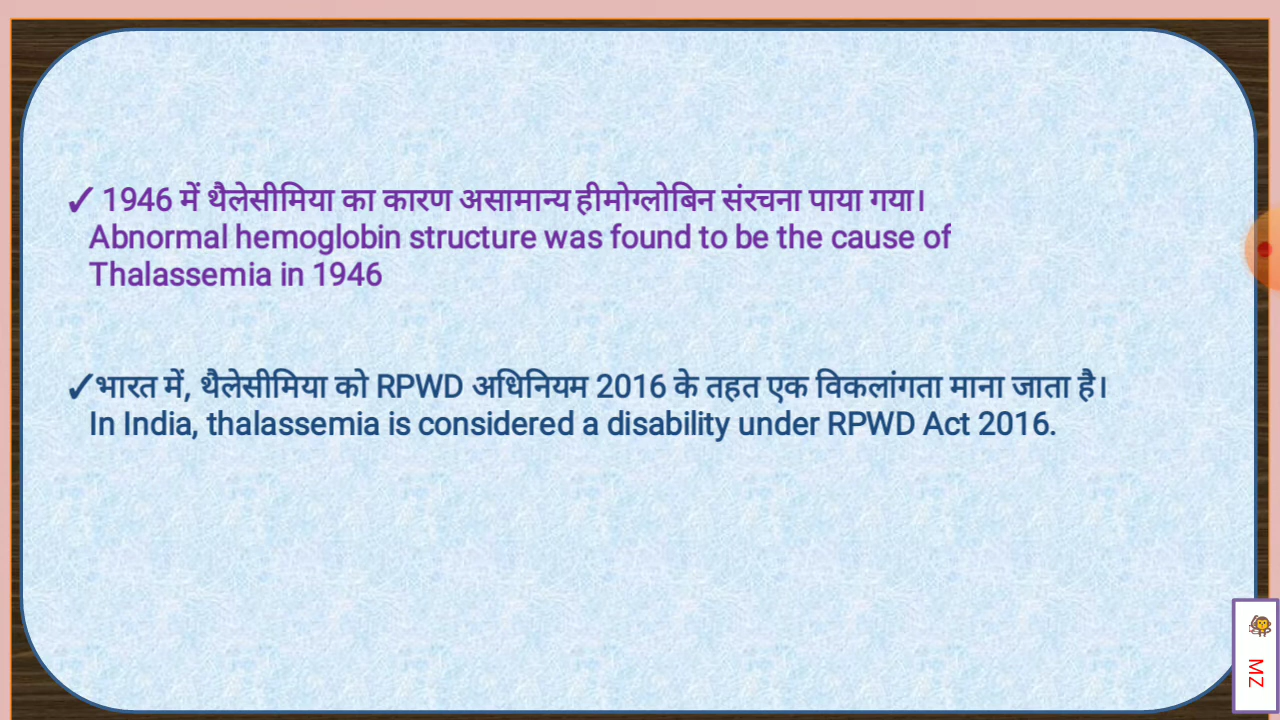 ✓ 1946 में थैलेसीमिया का कारण असामान्य हीमोग्लोबिन संरचना पाया गया।
Abnormal hemoglobin structure was found to be the cause of
Thalassemia in 1946
✓भारत में, थैलेसीमिया को RPWD अधिनियम 2016 के तहत एक विकलांगता माना जाता है।
In India, thalassemia is considered a disability under RPWD Act 2016.
MZ